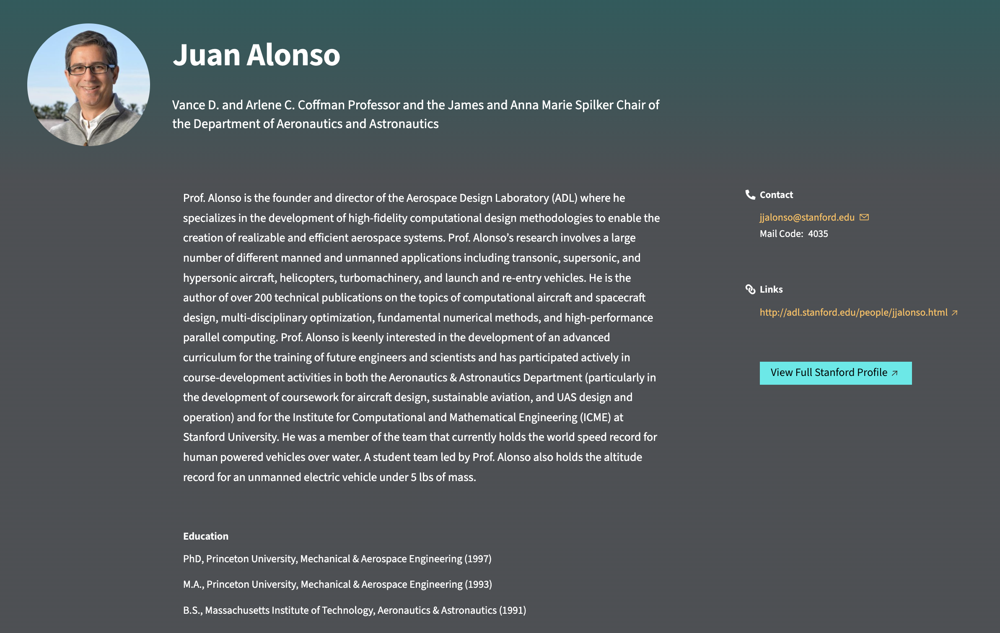 Juan Alonso
Vance D. and Arlene C. Coffman Professor and the James and Anna Marie Spilker Chair of
the Department of Aeronautics and Astronautics
Prof. Alonso is the founder and director of the Aerospace Design Laboratory (ADL) where he
specializes in the development of high-fidelity computational design methodologies to enable the
creation of realizable and efficient aerospace systems. Prof. Alonso’s research involves a large
number of different manned and unmanned applications including transonic, supersonic, and
hypersonic aircraft, helicopters, turbomachinery, and launch and re-entry vehicles. He is the
author of over 200 technical publications on the topics of computational aircraft and spacecraft
design, multi-disciplinary optimization, fundamental numerical methods, and high-performance
parallel computing. Prof. Alonso is keenly interested in the development of an advanced
curriculum for the training of future engineers and scientists and has participated actively in
course-development activities in both the Aeronautics & Astronautics Department (particularly in
the development of coursework for aircraft design, sustainable aviation, and UAS design and
operation) and for the Institute for Computational and Mathematical Engineering (ICME) at
Stanford University. He was a member of the team that currently holds the world speed record for
human powered vehicles over water. A student team led by Prof. Alonso also holds the altitude
record for an unmanned electric vehicle under 5 lbs of mass.
Education
PhD, Princeton University, Mechanical & Aerospace Engineering (1997)
M.A., Princeton University, Mechanical & Aerospace Engineering (1993)
B.S., Massachusetts Institute of Technology, Aeronautics & Astronautics (1991)
Contact
jjalonso@stanford.edu
Mail Code: 4035
Links
http://adl.stanford.edu/people/jjalonso.html
View Full Stanford Profile